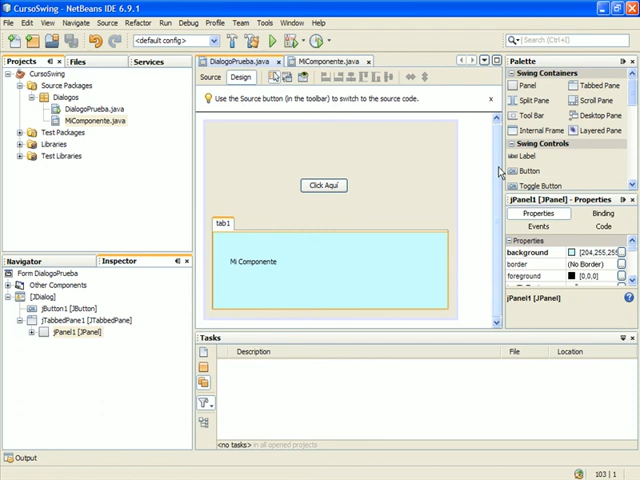 CursoSwing - NetBeans IDE 6.9.1
File Edit View Navigate Source Refactor Run Debug Profile Team Tools Window Help
<default config>
Search (Ctrl+I)
Projects
Files
Services
CursoSwing
Source Packages
Dialogos
DialogoPrueba.java
MiComponente.java
Test Packages
Libraries
Test Libraries
DialogoPrueba.java
MiComponente.java
Source Design
Use the Source button (in the toolbar) to switch to the source code.
x
Click Aquí
tab1
Mi Componente
Palette
Swing Containers
Panel Tabbed Pane
Split Pane Scroll Pane
Tool Bar Desktop Pane
Internal Frame Layered Pane
Swing Controls
Label
Button
Toggle Button
jPanel1 [JPanel] - Properties
Properties Binding
Events Code
Properties
background [204,255,255
border (No Border)
foreground [0,0,0]
jPanel1 [JPanel]
Navigator
Inspector
Form DialogoPrueba
Other Components
[JDialog]
jButton1 [JButton]
jTabbedPane1 [JTabbedPane]
jPanel1 [JPanel]
Tasks
Description File Location
<no tasks> in all opened projects
Output
103 | 1